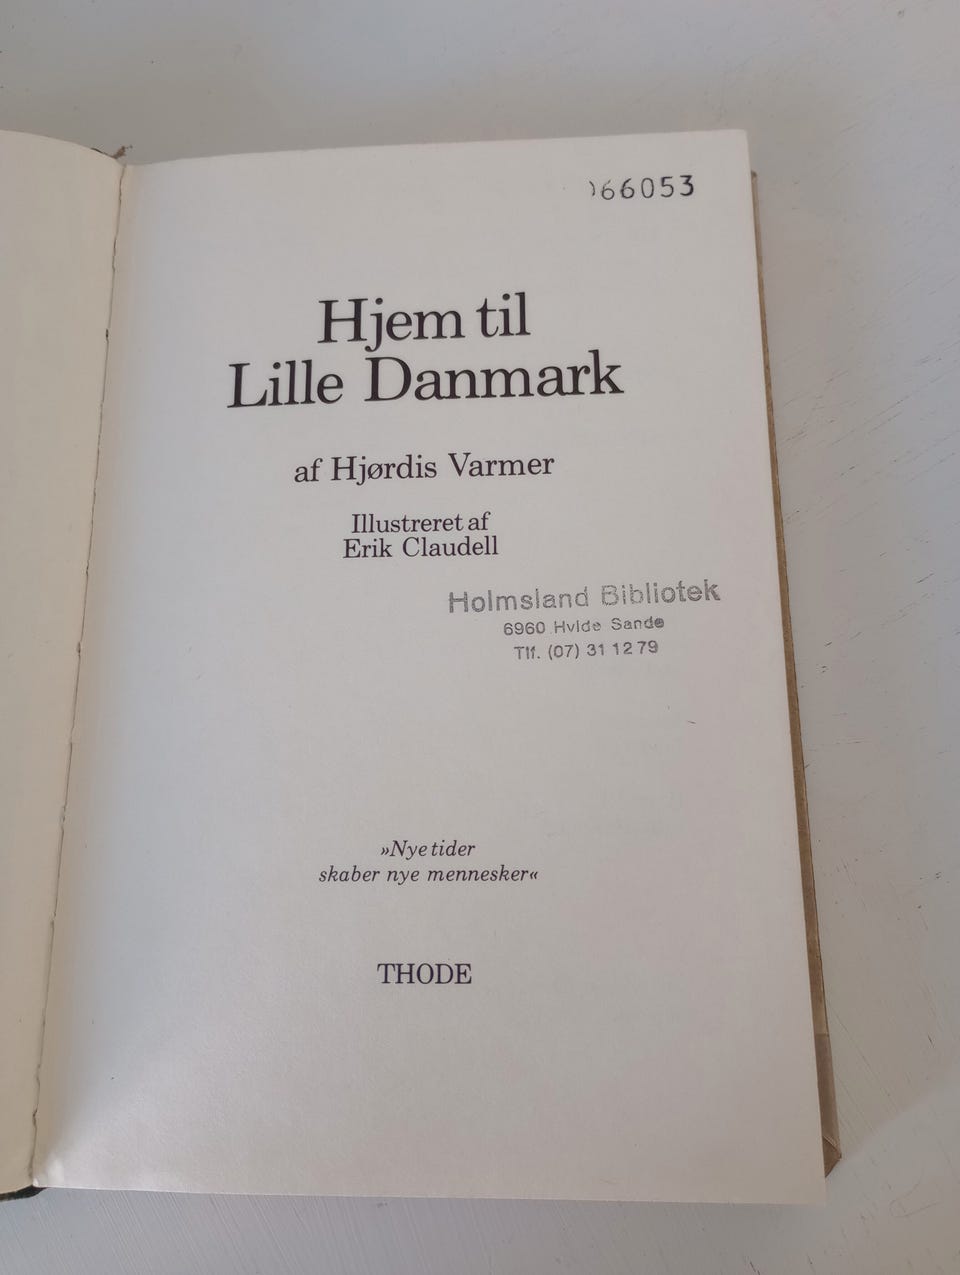 66053
Hjem til
Lille Danmark
af Hjørdis Varmer
Illustreret af
Erik Claudell
Holmsland Bibliotek
6960 Hvide Sande
Tlf. (07) 31 12 79
»Nye tider
skaber nye mennesker«
THODE